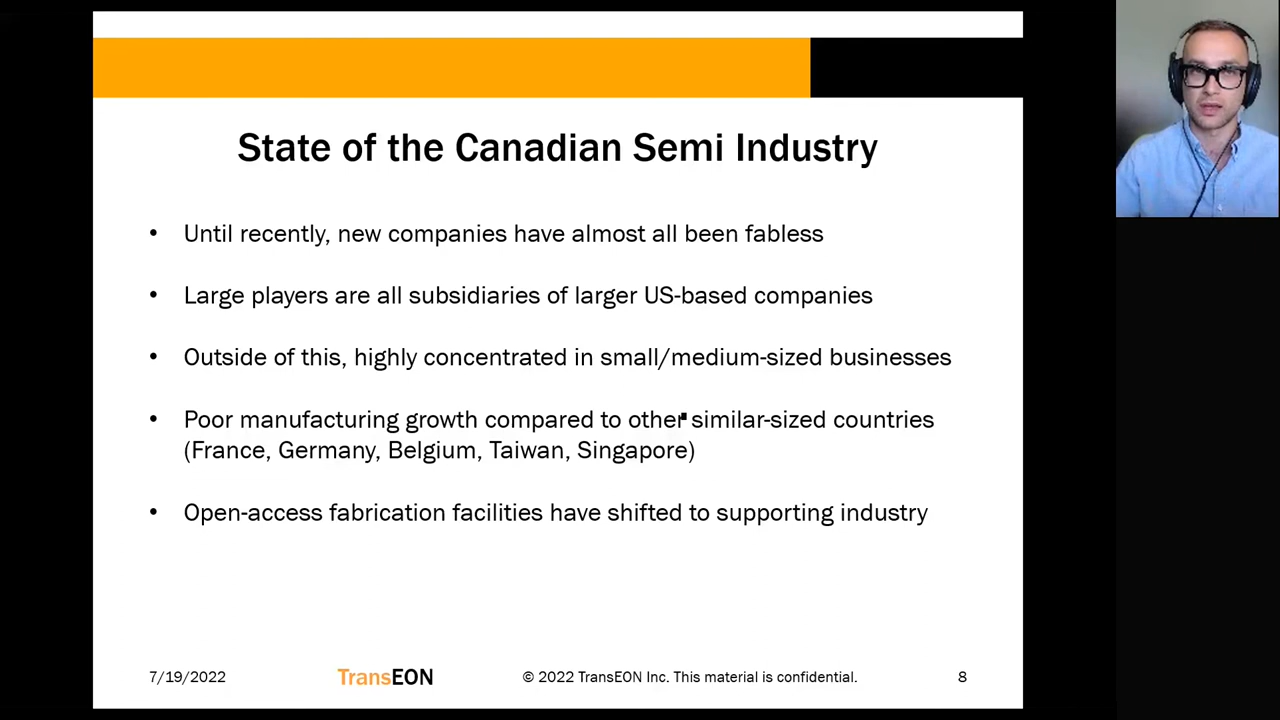 State of the Canadian Semi Industry
• Until recently, new companies have almost all been fabless
• Large players are all subsidiaries of larger US-based companies
• Outside of this, highly concentrated in small/medium-sized businesses
• Poor manufacturing growth compared to other similar-sized countries
(France, Germany, Belgium, Taiwan, Singapore)
• Open-access fabrication facilities have shifted to supporting industry
7/19/2022 TransEON © 2022 TransEON Inc. This material is confidential. 8